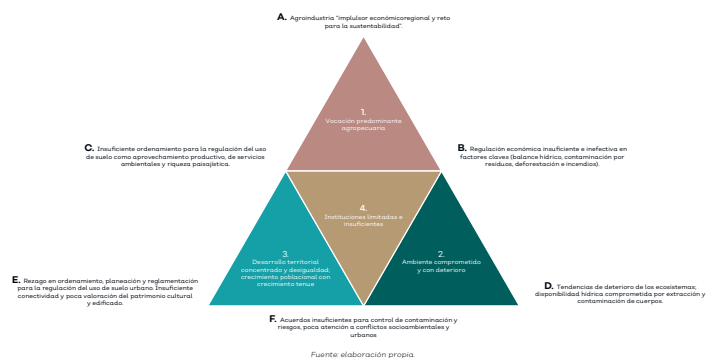 A. Agroindustria "impulsor económicoregional y reto
para la sustentabilidad".
1.
Vocación predominante
agropecuaria
C. Insuficiente ordenamiento para la regulación del uso
de suelo como aprovechamiento productivo, de servicios
ambientales y riqueza paisajística.
B. Regulación económica insuficiente e inefectiva en
factores claves (balance hídrico, contaminación por
residuos, deforestación e incendios).
4.
Instituciones limitadas e
insuficientes
3.
Desarrollo territorial
concentrado y desigualdad,
crecimiento poblacional con
crecimiento tenue
2.
Ambiente comprometido
y con deterioro
E. Rezago en ordenamiento, planeación y reglamentación
para la regulación del uso de suelo urbano. Insuficiente
conectividad y poca valoración del patrimonio cultural
y edificado.
D. Tendencias de deterioro de los ecosistemas;
disponibilidad hídrica comprometida por extracción y
contaminación de cuerpos.
F. Acuerdos insuficientes para control de contaminación y
riesgos, poca atención a conflictos socioambientales y
urbanos
Fuente: elaboración propia.